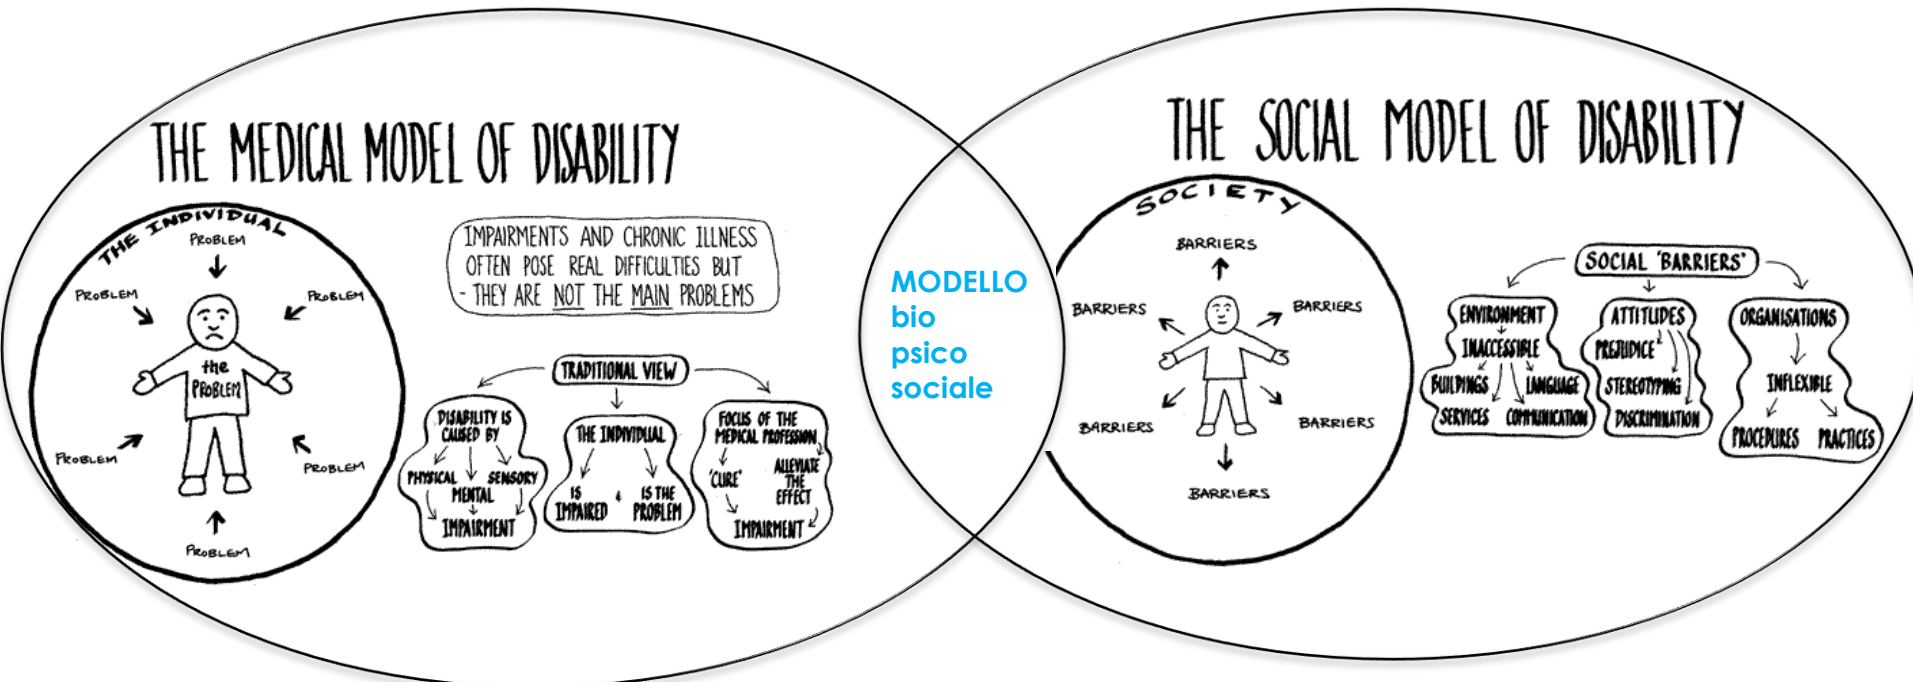 THE MEDICAL MODEL OF DISABILITY
THE INDIVIDUAL
PROBLEM
PROBLEM
PROBLEM
the
PROBLEM
PROBLEM
PROBLEM
PROBLEM
IMPAIRMENTS AND CHRONIC ILLNESS
OFTEN POSE REAL DIFFICULTIES BUT
- THEY ARE NOT THE MAIN PROBLEMS
TRADITIONAL VIEW
DISABILITY IS
CAUSED BY
PHYSICAL
SENSORY
MENTAL
IMPAIRMENT
THE INDIVIDUAL
IS
IMPAIRED
&
IS THE
PROBLEM
FOCUS OF THE
MEDICAL PROFESSION
'CURE'
ALLEVIATE
THE
EFFECT
IMPAIRMENT
MODELLO
bio
psico
sociale
THE SOCIAL MODEL OF DISABILITY
SOCIETY
BARRIERS
BARRIERS
BARRIERS
BARRIERS
BARRIERS
BARRIERS
SOCIAL 'BARRIERS'
ENVIRONMENT
INACCESSIBLE
BUILDINGS
LANGUAGE
SERVICES
COMMUNICATION
ATTITUDES
PREJUDICE
STEREOTYPING
DISCRIMINATION
ORGANISATIONS
INFLEXIBLE
PROCEDURES
PRACTICES